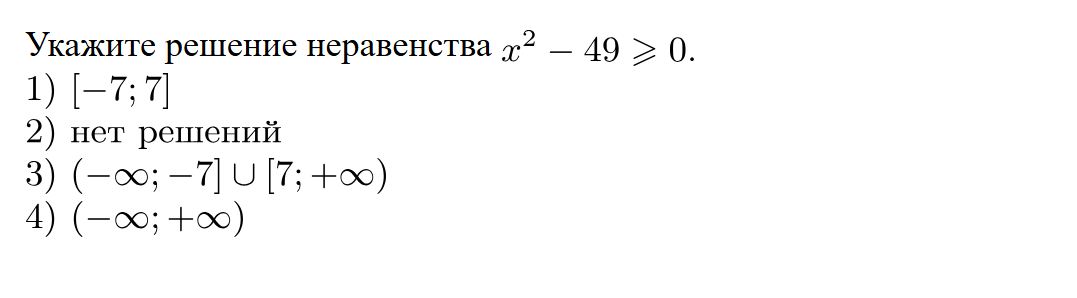 Укажите решение неравенства x² − 49 ⩾ 0.
1) [−7; 7]
2) нет решений
3) (−∞; −7] ∪ [7; +∞)
4) (−∞; +∞)